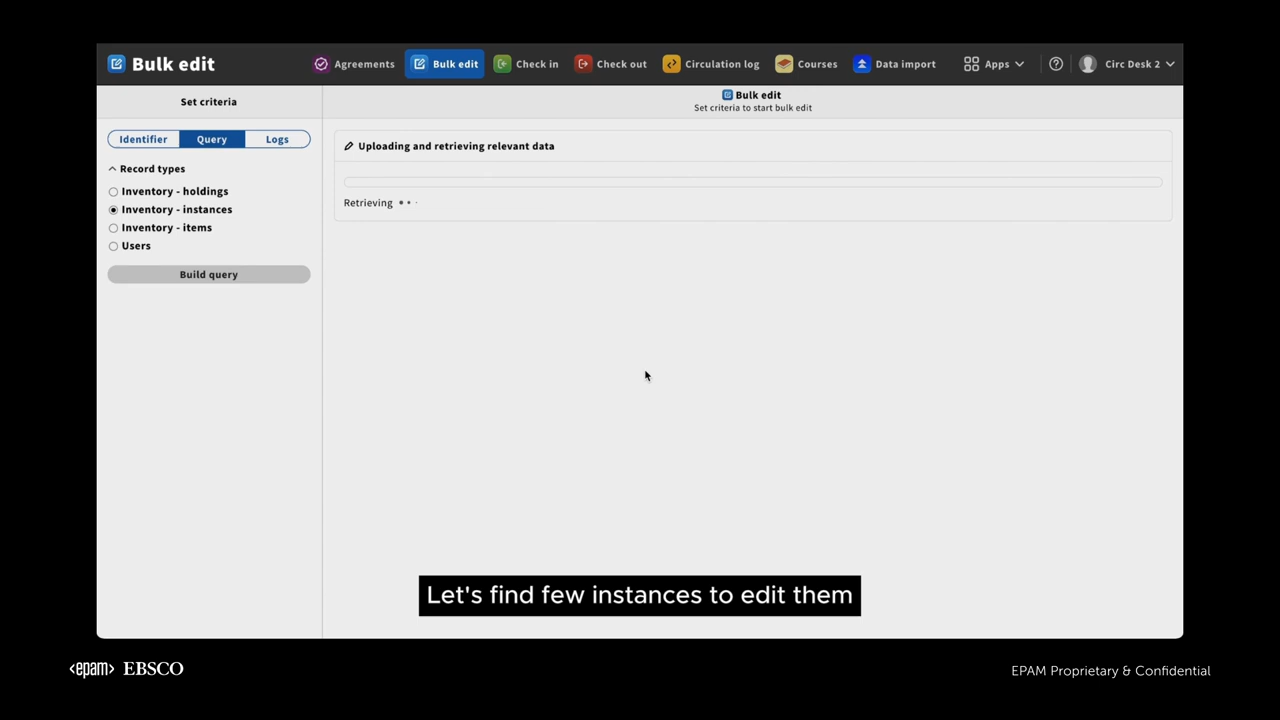 Bulk edit
Agreements
Bulk edit
Check in
Check out
Circulation log
Courses
Data import
Apps
Circ Desk 2
Set criteria
Bulk edit
Set criteria to start bulk edit
Identifier
Query
Logs
Record types
Inventory - holdings
Inventory - instances
Inventory - items
Users
Build query
Uploading and retrieving relevant data
Retrieving
Let's find few instances to edit them
<epam> EBSCO
EPAM Proprietary & Confidential